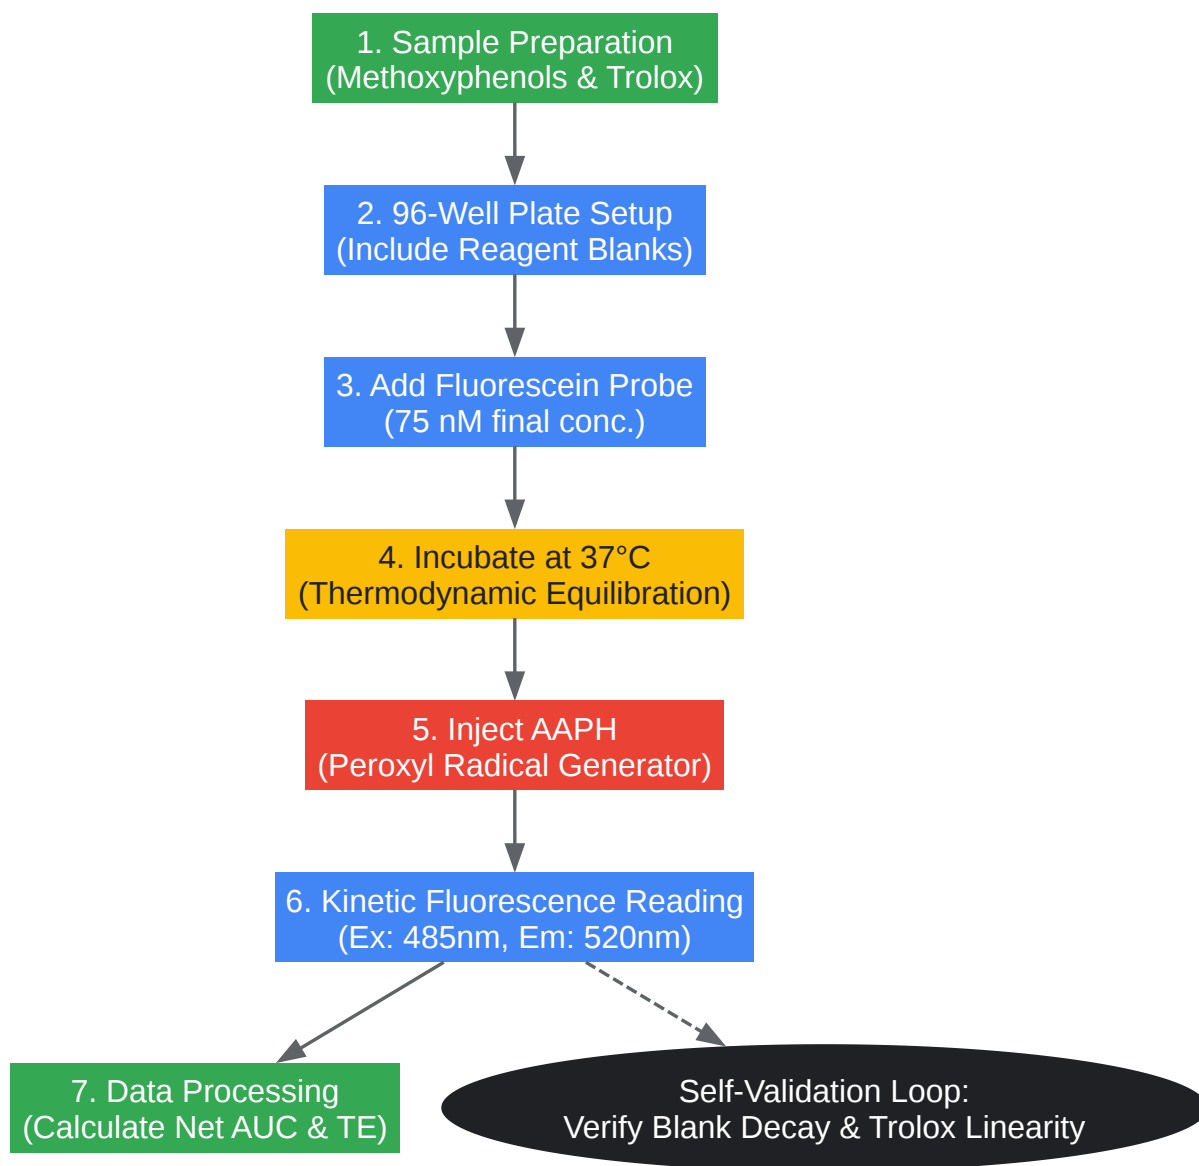 1. Sample Preparation
(Methoxyphenols & Trolox)
2. 96-Well Plate Setup
(Include Reagent Blanks)
3. Add Fluorescein Probe
(75 nM final conc.)
4. Incubate at 37°C
(Thermodynamic Equilibration)
5. Inject AAPH
(Peroxyl Radical Generator)
6. Kinetic Fluorescence Reading
(Ex: 485nm, Em: 520nm)
7. Data Processing
(Calculate Net AUC & TE)
Self-Validation Loop:
Verify Blank Decay & Trolox Linearity